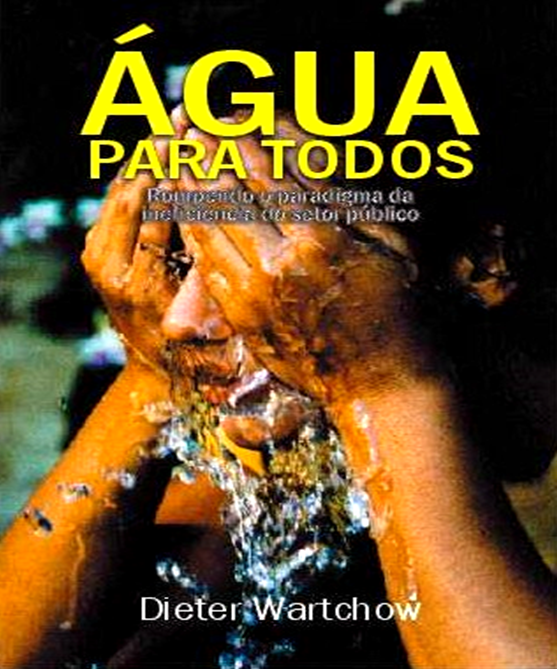 ÁGUA
PARA TODOS
Rompendo o paradigma da
ineficiência do setor público
Dieter Wartchow